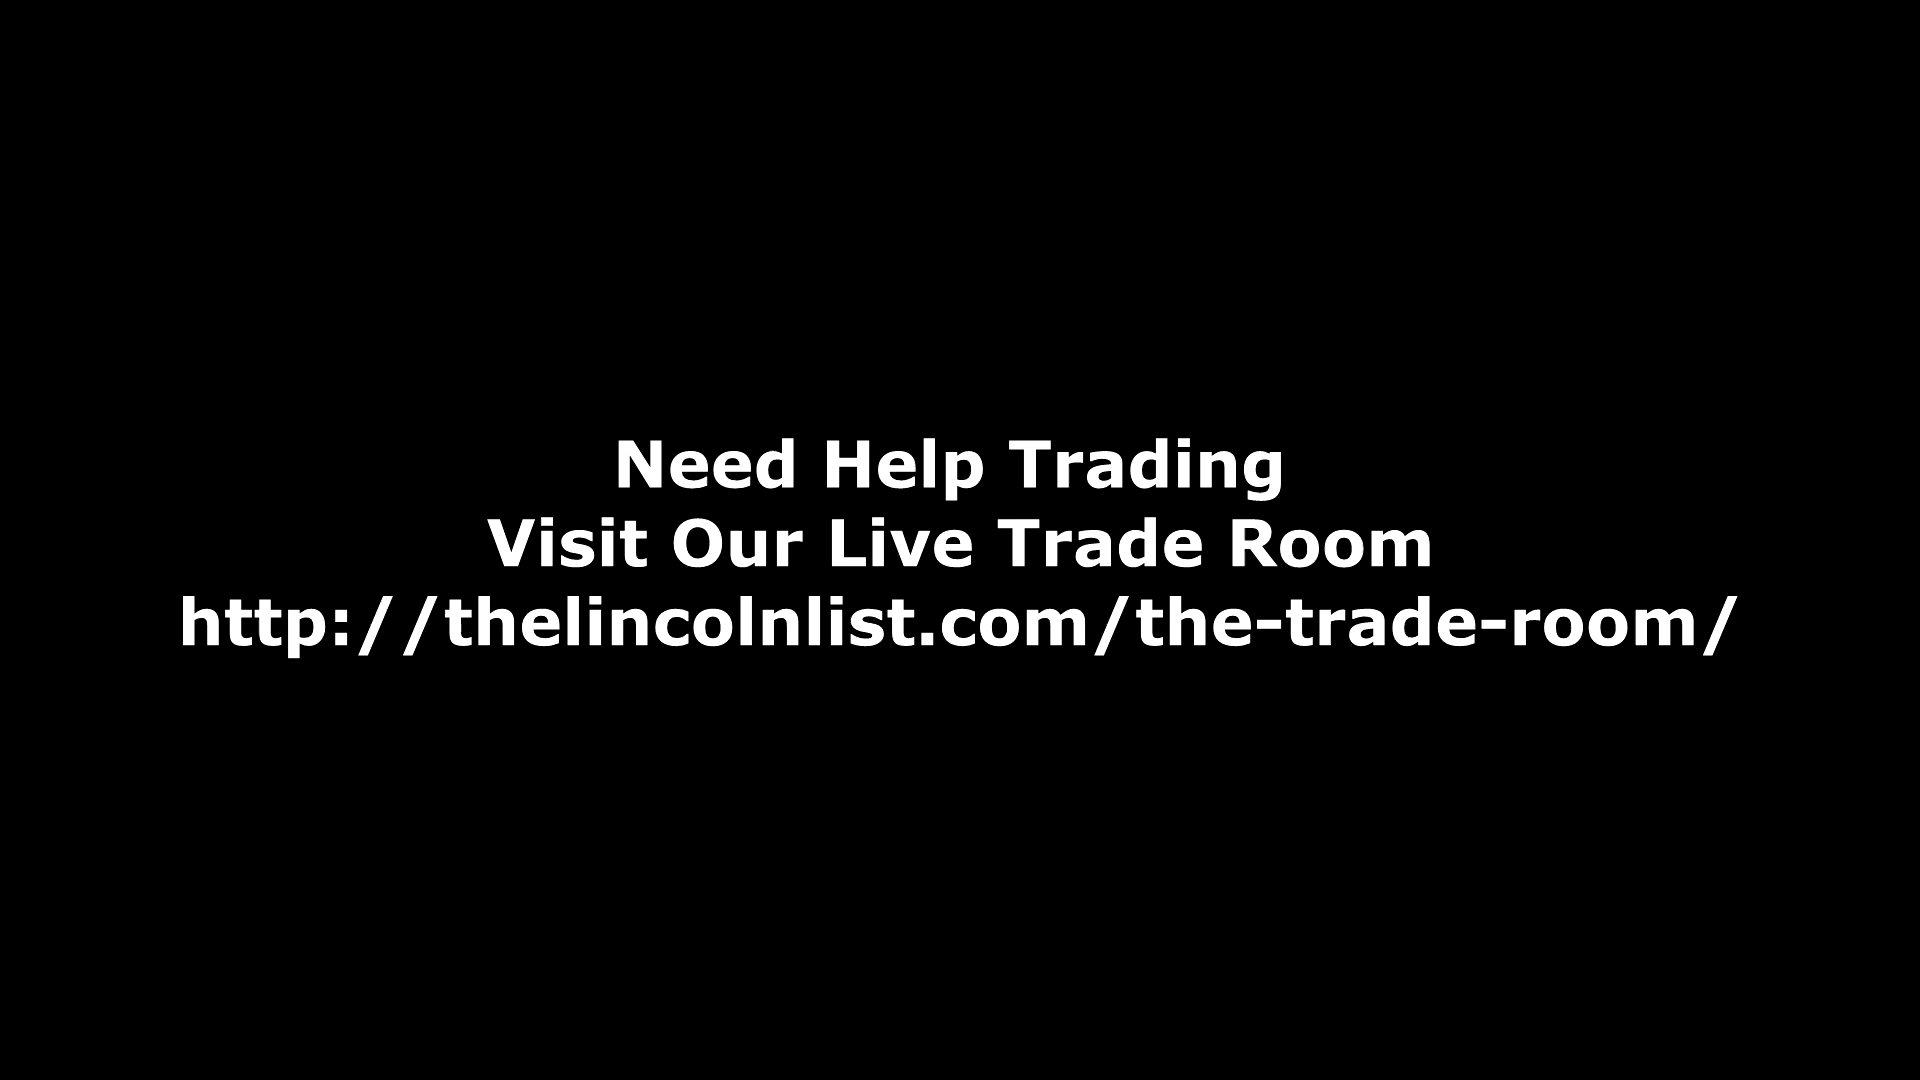 Need Help Trading
Visit Our Live Trade Room
http://thelincolnlist.com/the-trade-room/